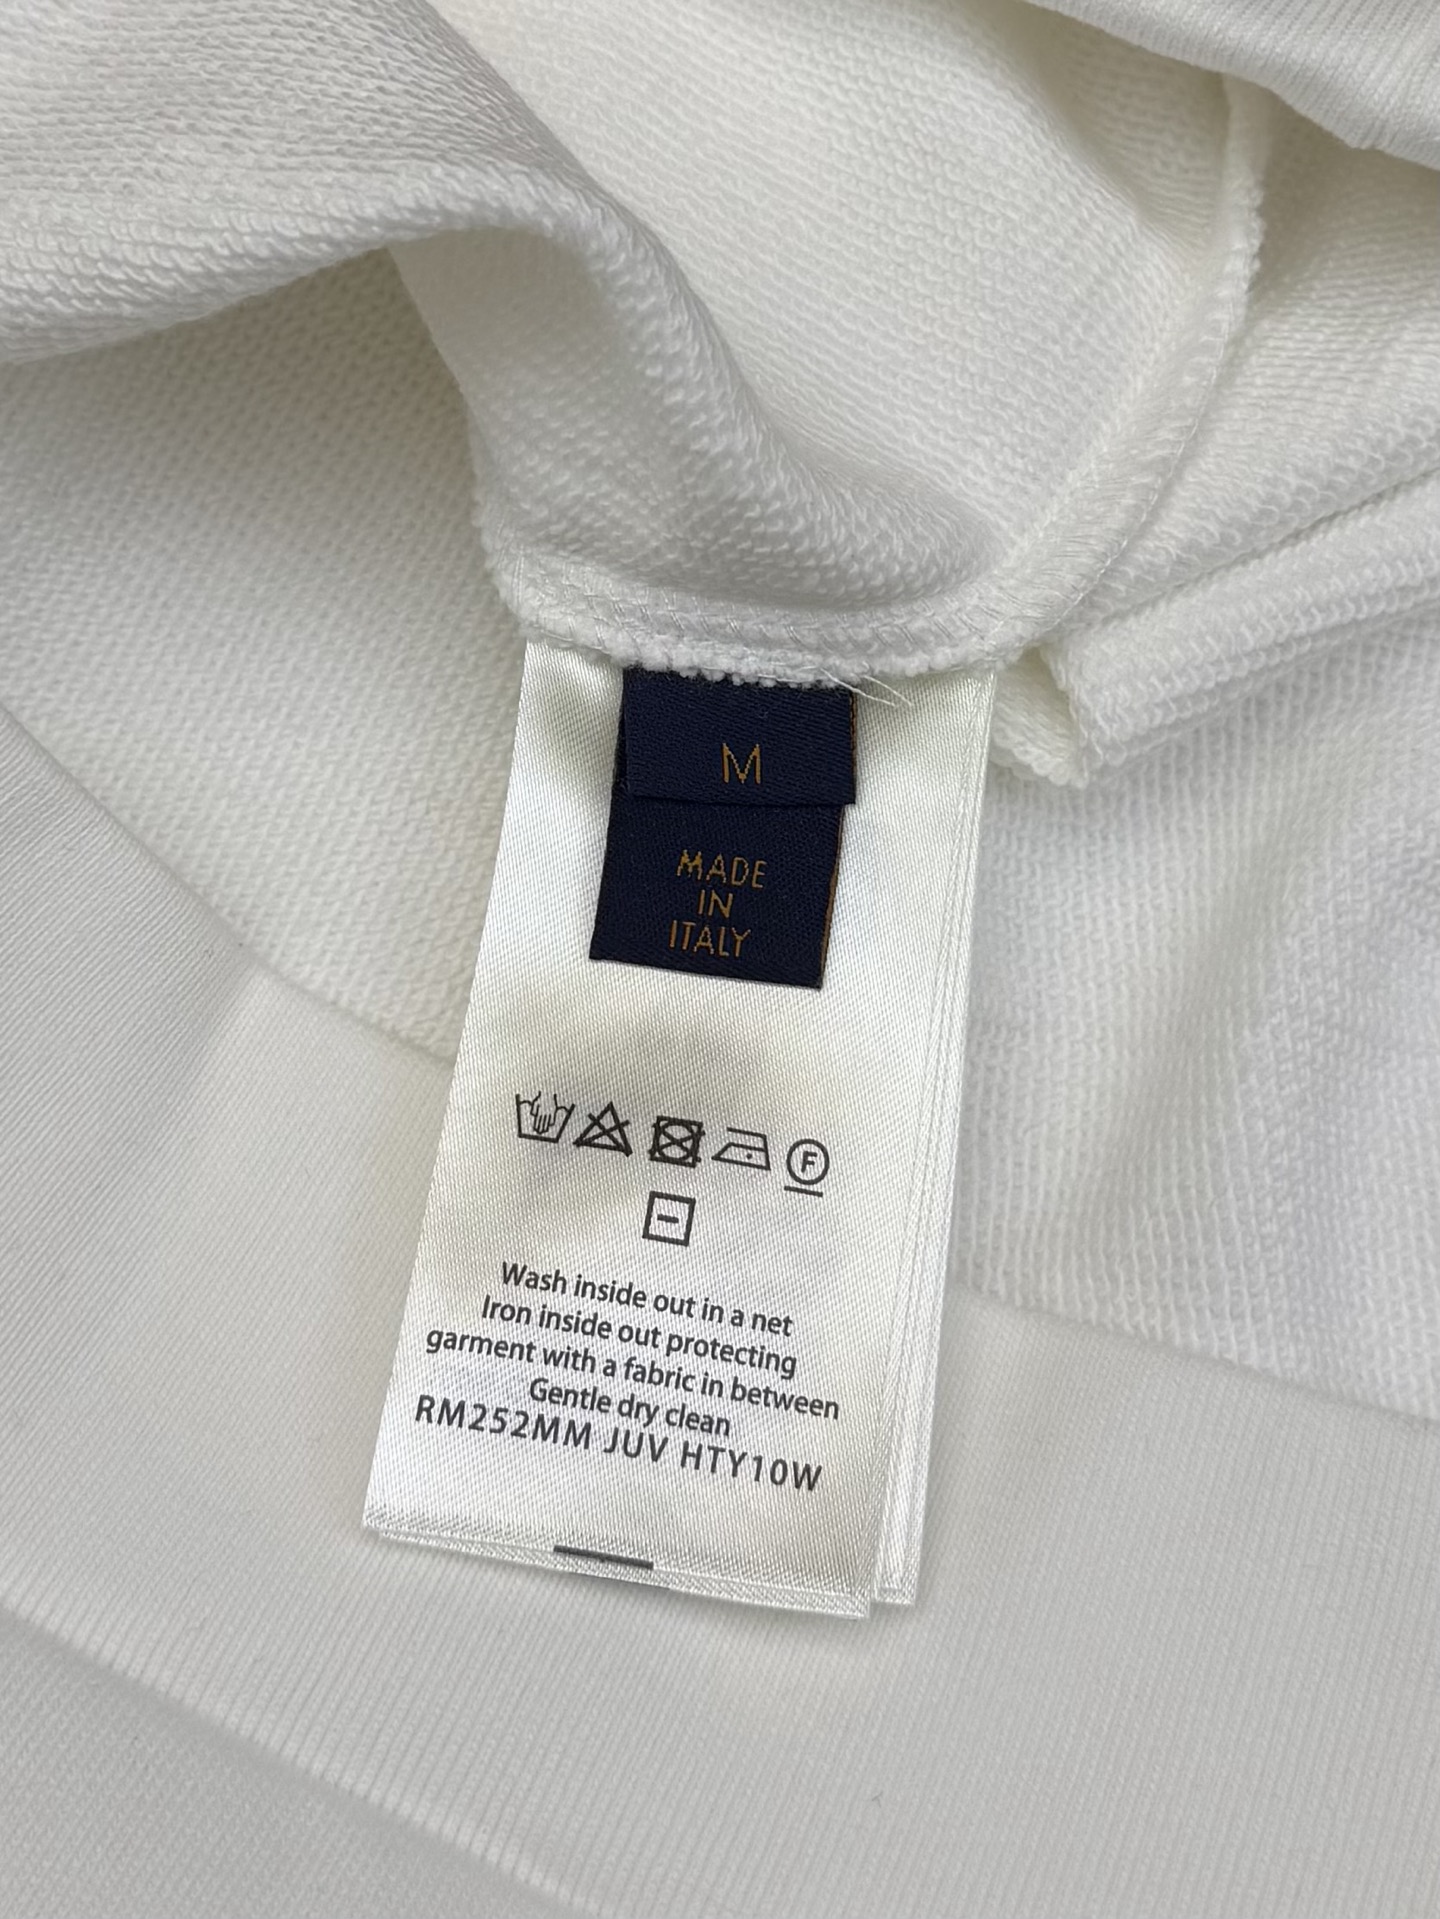 M
MADE
IN
ITALY
F
Wash inside out in a net
Iron inside out protecting
garment with a fabric in between
Gentle dry clean
RM252MM JUV HTY10W